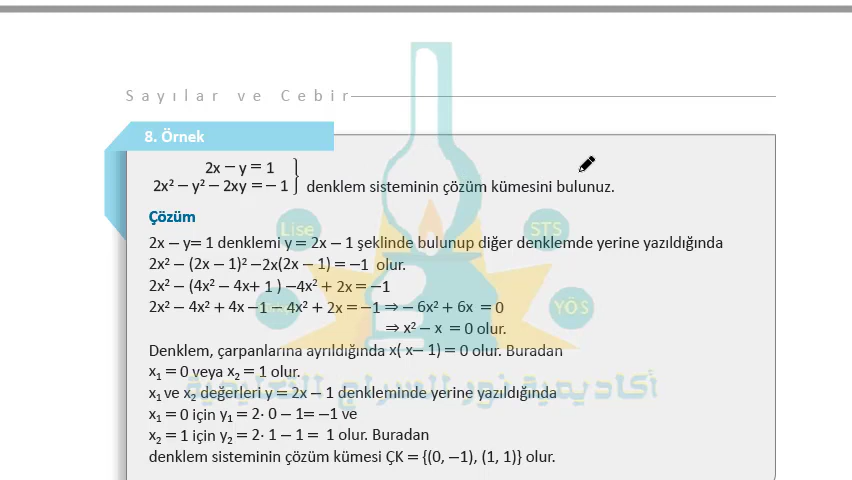 Sayılar ve Cebir
8. Örnek
2x − y = 1
2x² − y² − 2xy = − 1 } denklem sisteminin çözüm kümesini bulunuz.
Çözüm
2x − y= 1 denklemi y = 2x − 1 şeklinde bulunup diğer denklemde yerine yazıldığında
2x² − (2x − 1)² −2x(2x − 1) = −1 olur.
2x² − (4x² − 4x+ 1 ) −4x² + 2x = −1
2x² − 4x² + 4x −1 − 4x² + 2x = −1 ⇒ − 6x² + 6x = 0
⇒ x² − x = 0 olur.
Denklem, çarpanlarına ayrıldığında x( x− 1) = 0 olur. Buradan
x₁ = 0 veya x₂ = 1 olur.
x₁ ve x₂ değerleri y = 2x − 1 denkleminde yerine yazıldığında
x₁ = 0 için y₁ = 2· 0 − 1= −1 ve
x₂ = 1 için y₂ = 2· 1 − 1 = 1 olur. Buradan
denklem sisteminin çözüm kümesi ÇK = {(0, −1), (1, 1)} olur.
Lise
STS
YÖS
أكاديمية نور السراج التعليمية